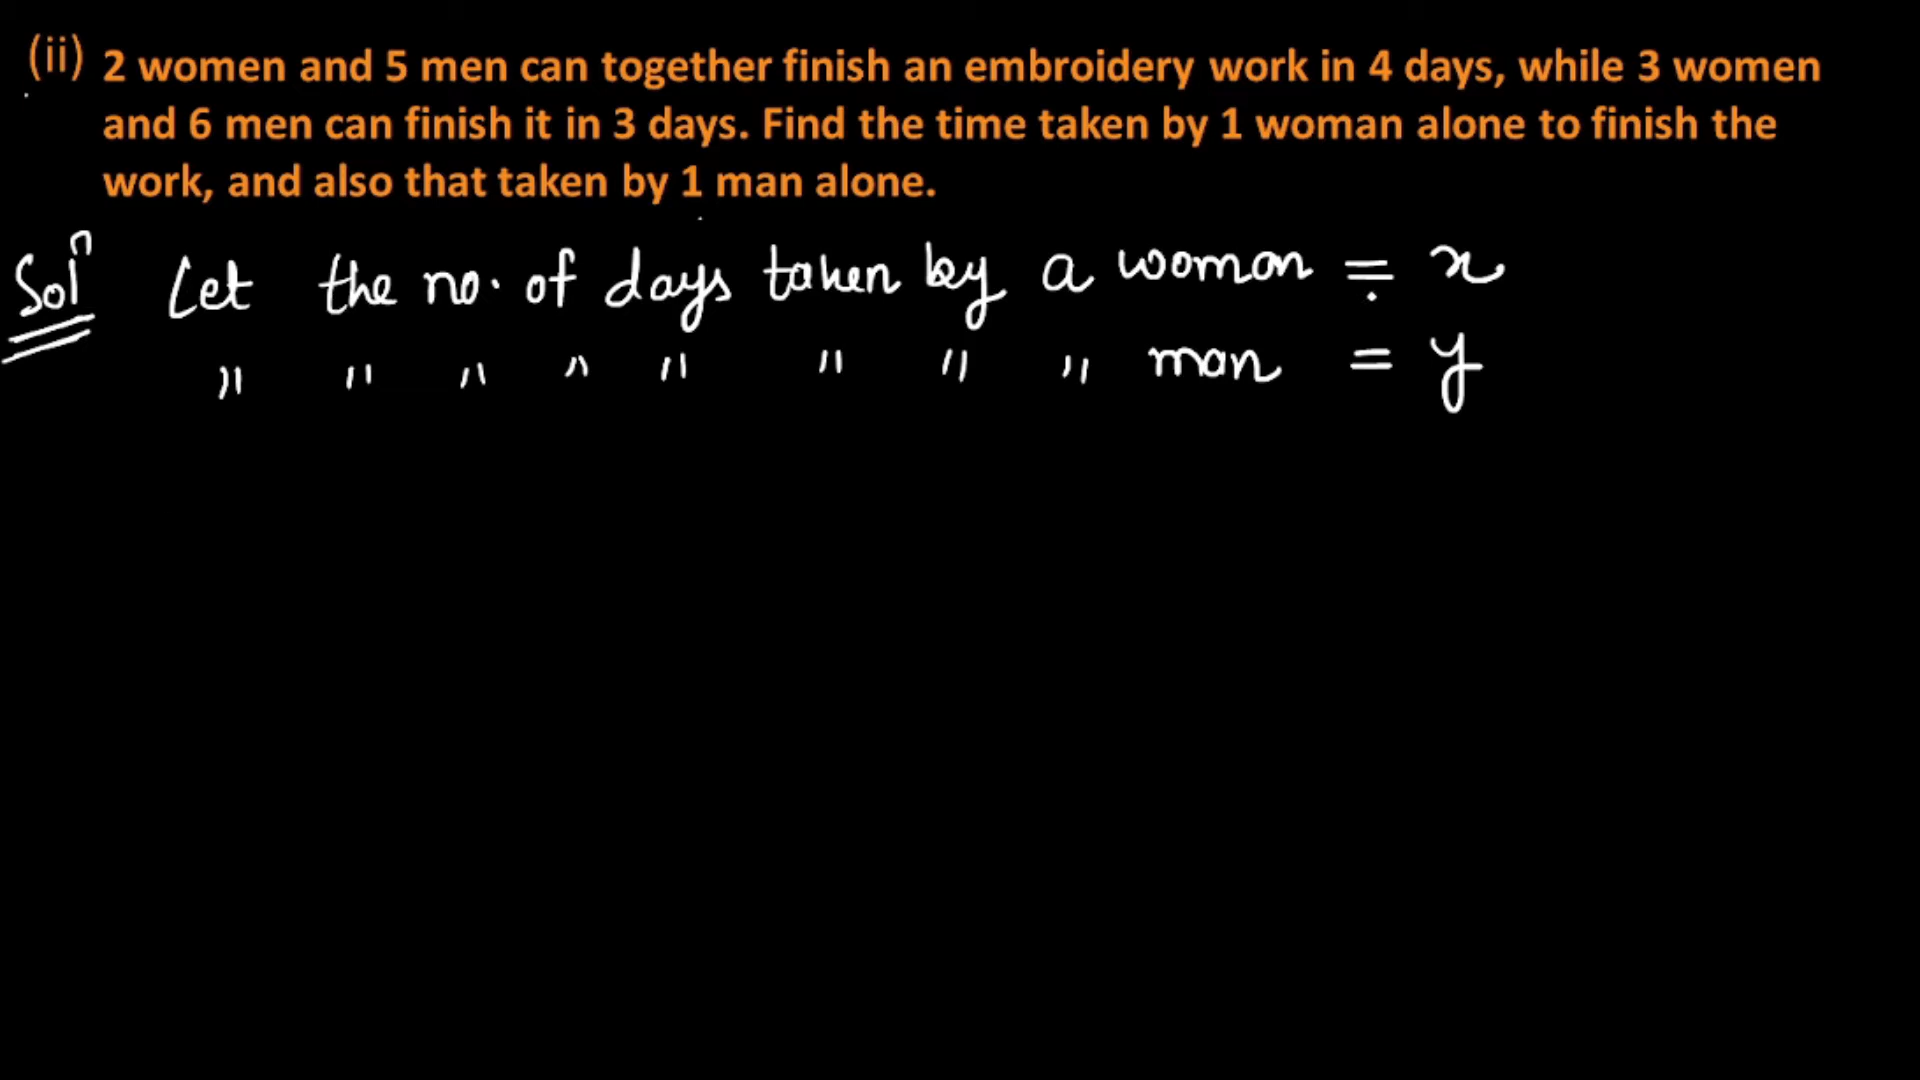 (ii) 2 women and 5 men can together finish an embroidery work in 4 days, while 3 women
and 6 men can finish it in 3 days. Find the time taken by 1 woman alone to finish the
work, and also that taken by 1 man alone.
Solⁿ Let the no. of days taken by a woman = x
" " " " " " " " man = y